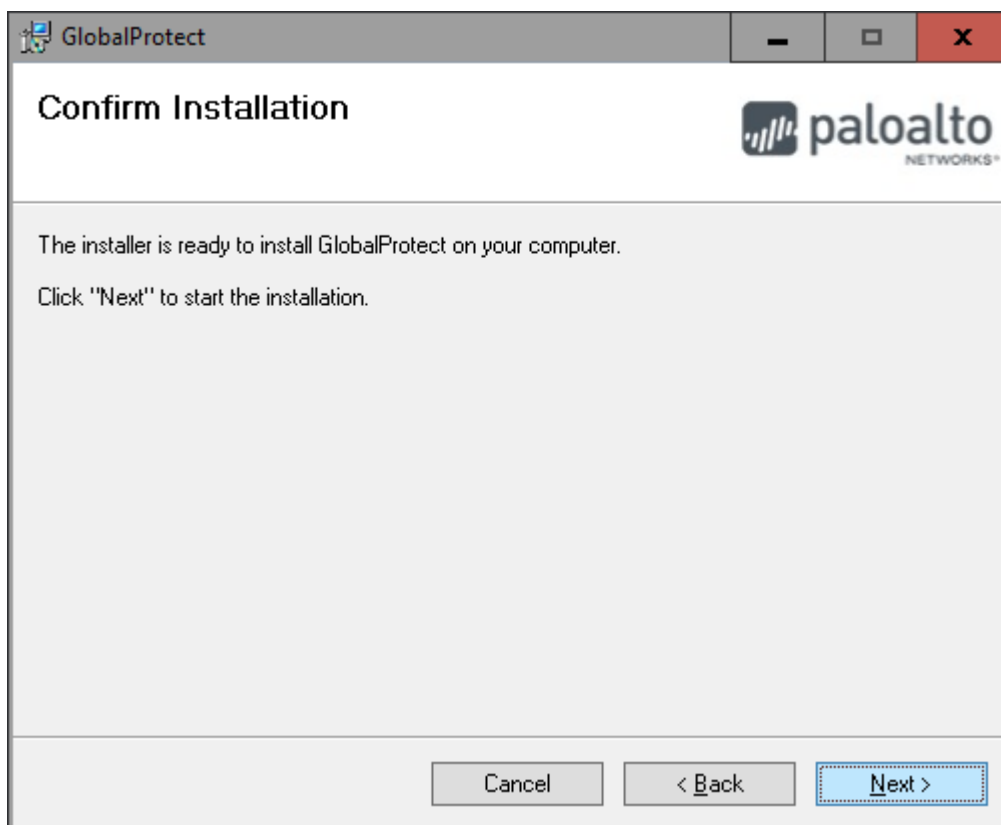 GlobalProtect
Confirm Installation
paloalto
NETWORKS®
The installer is ready to install GlobalProtect on your computer.
Click "Next" to start the installation.
Cancel
< Back
Next >